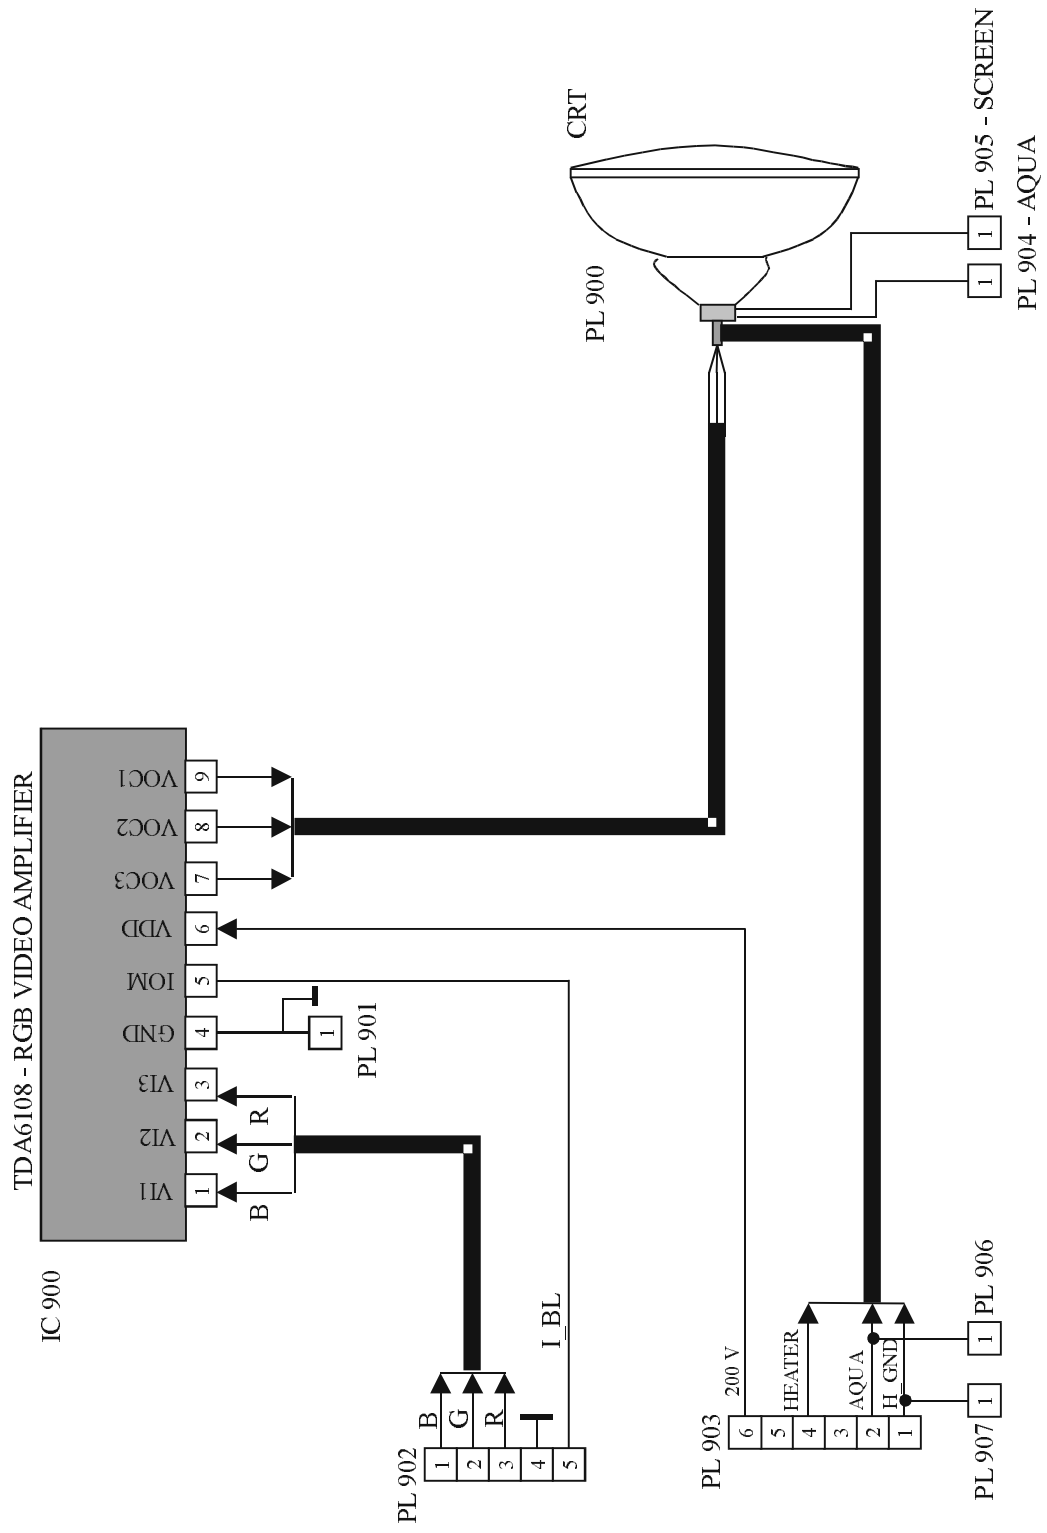 IC 900
TDA6108 - RGB VIDEO AMPLIFIER
VI1
VI2
VI3
GND
IOM
VDD
VOC3
VOC2
VOC1
1
2
3
4
5
6
7
8
9
B
G
R
1
PL 901
PL 902
1
2
3
4
5
B
G
R
I_BL
CRT
PL 900
PL 903
6
5
4
3
2
1
200 V
HEATER
AQUA
H_GND
PL 907
1
PL 906
1
1
PL 904 - AQUA
1
PL 905 - SCREEN